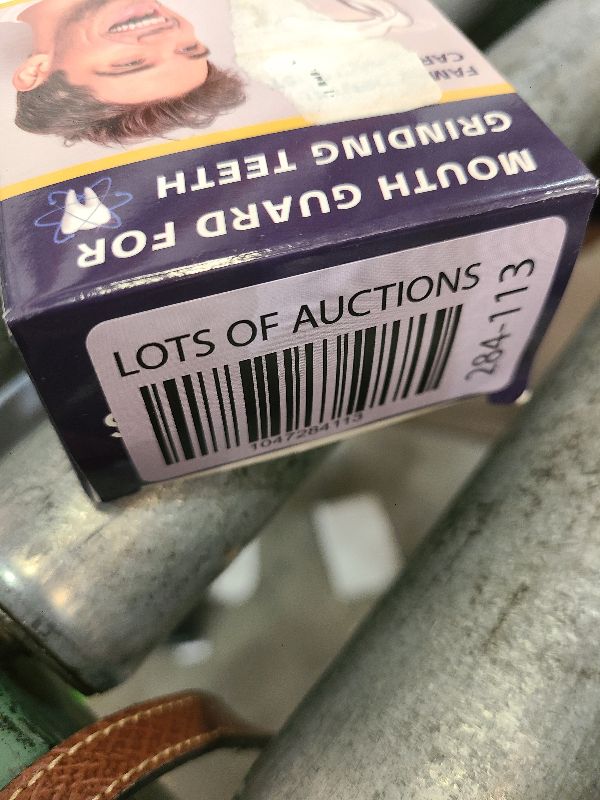 MOUTH GUARD FOR
GRINDING TEETH
LOTS OF AUCTIONS
1047284113
284-113